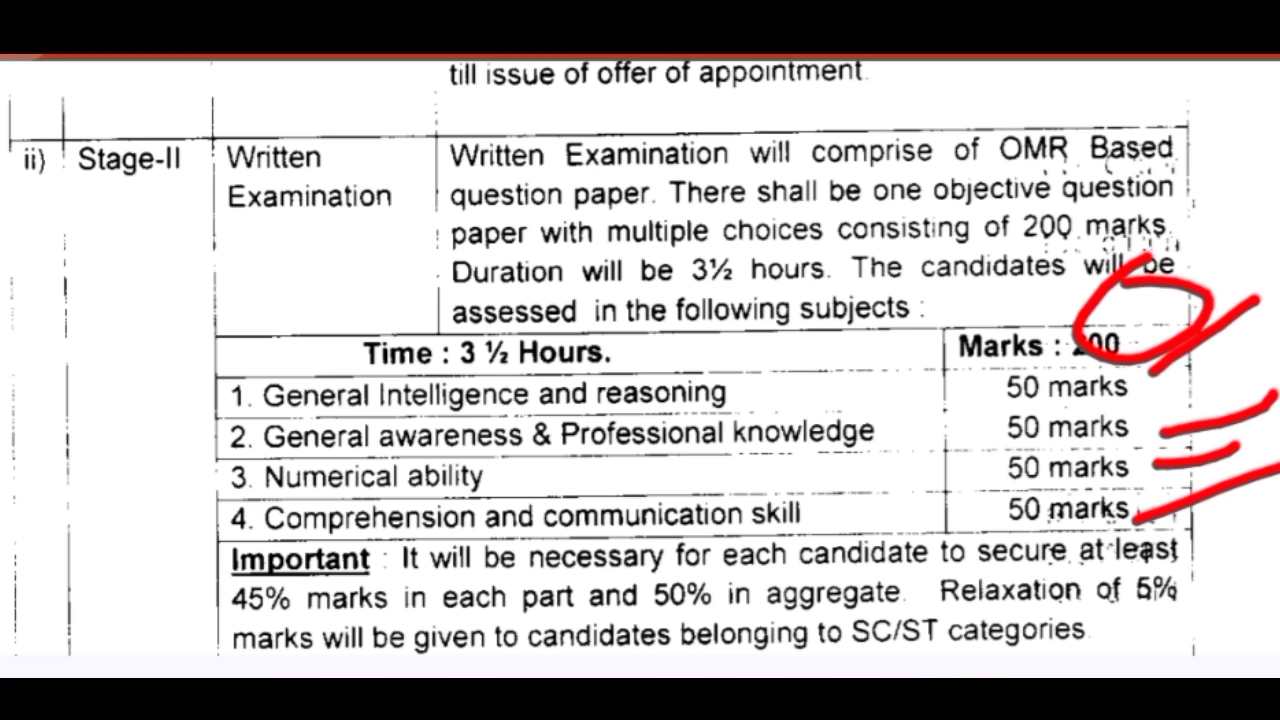 till issue of offer of appointment.
ii) Stage-II Written Examination
Written Examination will comprise of OMR Based
question paper. There shall be one objective question
paper with multiple choices consisting of 200 marks.
Duration will be 3½ hours. The candidates will be
assessed in the following subjects :
Time : 3 ½ Hours. Marks : 200
1. General Intelligence and reasoning 50 marks
2. General awareness & Professional knowledge 50 marks
3. Numerical ability 50 marks
4. Comprehension and communication skill 50 marks
Important : It will be necessary for each candidate to secure at least
45% marks in each part and 50% in aggregate. Relaxation of 5%
marks will be given to candidates belonging to SC/ST categories.